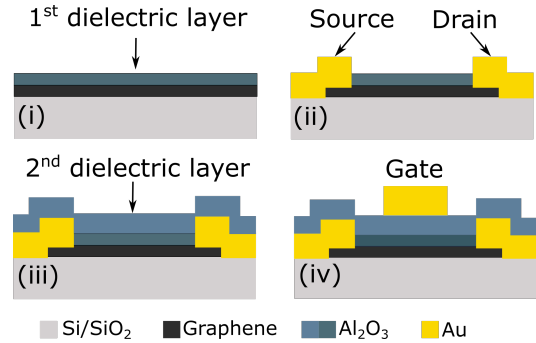 1st dielectric layer
Source Drain
(i)
(ii)
2nd dielectric layer
Gate
(iii)
(iv)
Si/SiO2 Graphene Al2O3 Au